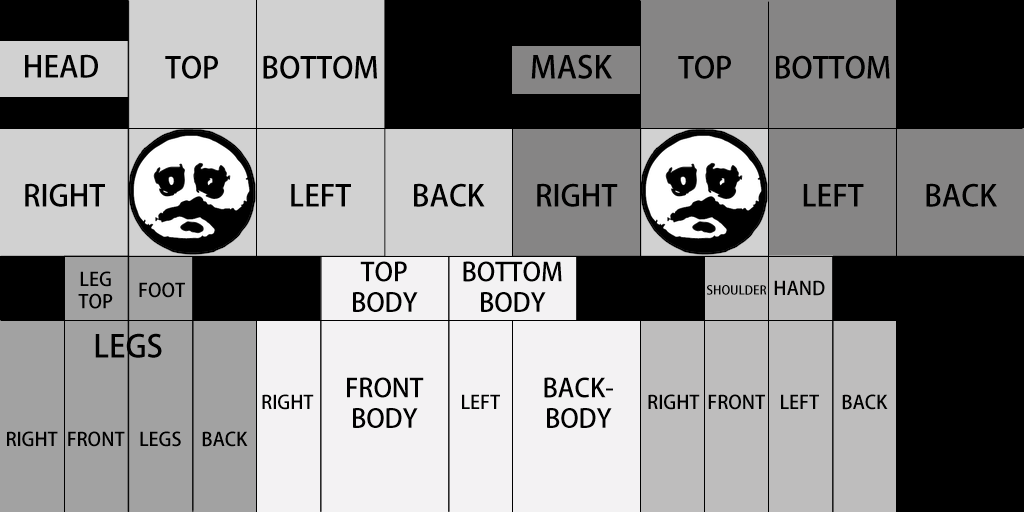 HEAD
TOP
BOTTOM
MASK
TOP
BOTTOM
RIGHT
LEFT
BACK
RIGHT
LEFT
BACK
LEG
TOP
FOOT
TOP
BODY
BOTTOM
BODY
SHOULDER
HAND
LEGS
RIGHT
FRONT
LEGS
BACK
RIGHT
FRONT
BODY
LEFT
BACK-
BODY
RIGHT
FRONT
LEFT
BACK